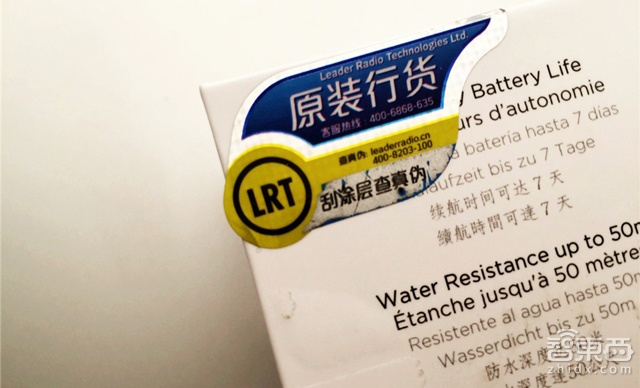 Leader Radio Technologies Ltd.
原装行货
客服热线: 400-6868-635
查真伪: leaderradio.cn
400-8203-100
LRT
刮涂层查真伪
Battery Life
d'autonomie
batería hasta 7 días
bis zu 7 Tage
续航时间可达 7 天
續航時間可達 7 天
Water Resistance up to 50m
Étanche jusqu'à 50 mètre
Resistente al agua hasta 50m
Wasserdicht bis zu 50m
防水深度
智東西
zhidx.com